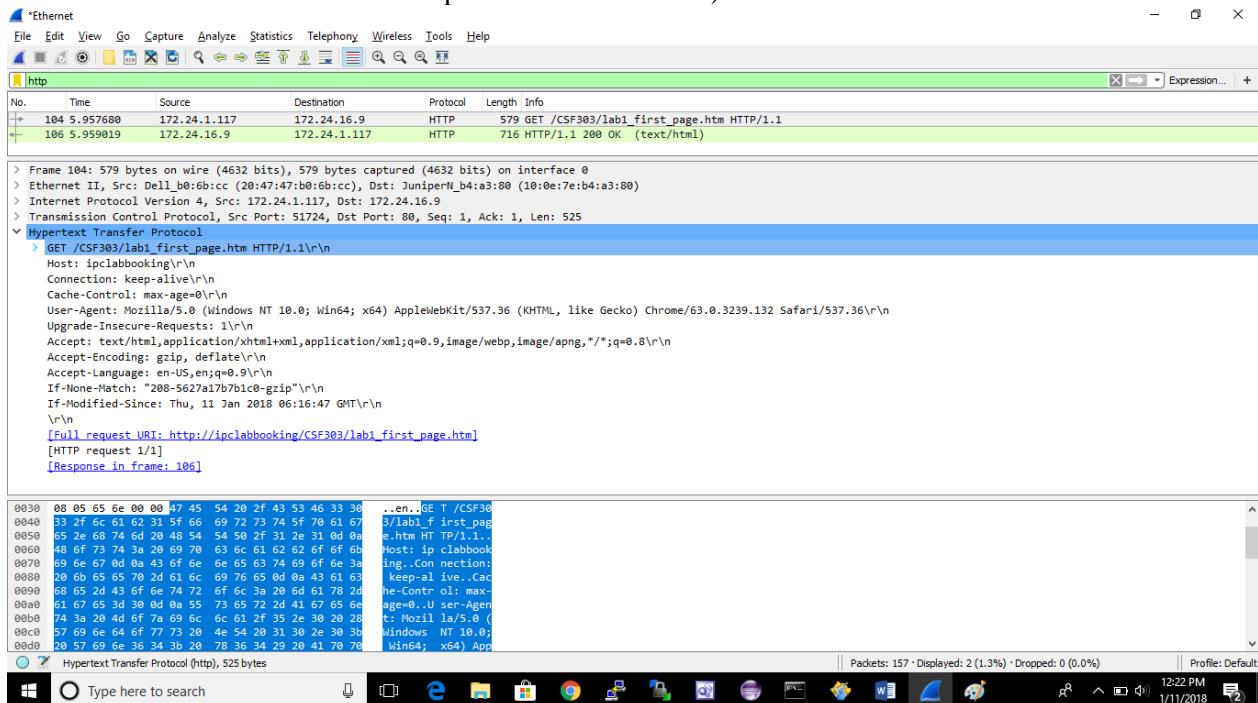 *Ethernet
File Edit View Go Capture Analyze Statistics Telephony Wireless Tools Help
http
Expression... +
No. Time Source Destination Protocol Length Info
104 5.957680 172.24.1.117 172.24.16.9 HTTP 579 GET /CSF303/lab1_first_page.htm HTTP/1.1
106 5.959019 172.24.16.9 172.24.1.117 HTTP 716 HTTP/1.1 200 OK (text/html)
> Frame 104: 579 bytes on wire (4632 bits), 579 bytes captured (4632 bits) on interface 0
> Ethernet II, Src: Dell_b0:6b:cc (20:47:47:b0:6b:cc), Dst: JuniperN_b4:a3:80 (10:0e:7e:b4:a3:80)
> Internet Protocol Version 4, Src: 172.24.1.117, Dst: 172.24.16.9
> Transmission Control Protocol, Src Port: 51724, Dst Port: 80, Seq: 1, Ack: 1, Len: 525
Hypertext Transfer Protocol
> GET /CSF303/lab1_first_page.htm HTTP/1.1\r\n
Host: ipclabbooking\r\n
Connection: keep-alive\r\n
Cache-Control: max-age=0\r\n
User-Agent: Mozilla/5.0 (Windows NT 10.0; Win64; x64) AppleWebKit/537.36 (KHTML, like Gecko) Chrome/63.0.3239.132 Safari/537.36\r\n
Upgrade-Insecure-Requests: 1\r\n
Accept: text/html,application/xhtml+xml,application/xml;q=0.9,image/webp,image/apng,*/*;q=0.8\r\n
Accept-Encoding: gzip, deflate\r\n
Accept-Language: en-US,en;q=0.9\r\n
If-None-Match: "208-5627a17b7b1c0-gzip"\r\n
If-Modified-Since: Thu, 11 Jan 2018 06:16:47 GMT\r\n
\r\n
[Full request URI: http://ipclabbooking/CSF303/lab1_first_page.htm]
[HTTP request 1/1]
[Response in frame: 106]
0030 08 05 65 6e 00 00 47 45 54 20 2f 43 53 46 33 30 ..en..GE T /CSF30
0040 33 2f 6c 61 62 31 5f 66 69 72 73 74 5f 70 61 67 3/lab1_f irst_pag
0050 65 2e 68 74 6d 20 48 54 54 50 2f 31 2e 31 0d 0a e.htm HT TP/1.1..
0060 48 6f 73 74 3a 20 69 70 63 6c 61 62 62 6f 6f 6b Host: ip clabbook
0070 69 6e 67 0d 0a 43 6f 6e 6e 65 63 74 69 6f 6e 3a ing..Con nection:
0080 20 6b 65 65 70 2d 61 6c 69 76 65 0d 0a 43 61 63 keep-al ive..Cac
0090 68 65 2d 43 6f 6e 74 72 6f 6c 3a 20 6d 61 78 2d he-Contr ol: max-
00a0 61 67 65 3d 30 0d 0a 55 73 65 72 2d 41 67 65 6e age=0..U ser-Agen
00b0 74 3a 20 4d 6f 7a 69 6c 6c 61 2f 35 2e 30 20 28 t: Mozil la/5.0 (
00c0 57 69 6e 64 6f 77 73 20 4e 54 20 31 30 2e 30 3b Windows NT 10.0;
00d0 20 57 69 6e 36 34 3b 20 78 36 34 29 20 41 70 70 Win64; x64) App
Hypertext Transfer Protocol (http), 525 bytes Packets: 157 · Displayed: 2 (1.3%) · Dropped: 0 (0.0%) Profile: Default
Type here to search
12:22 PM
1/11/2018